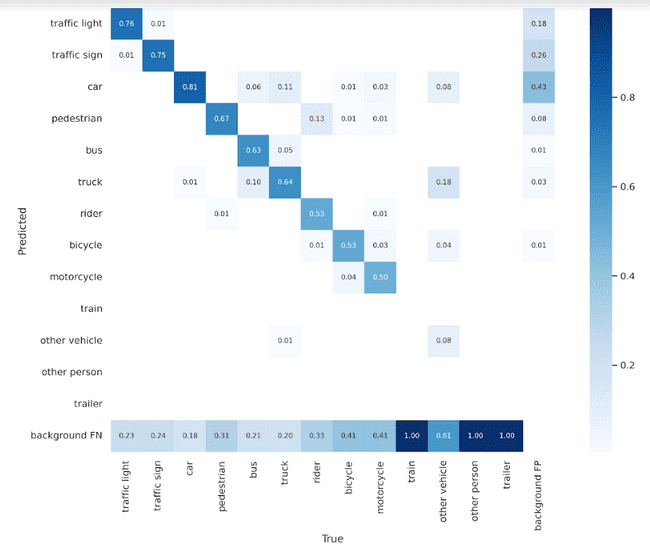 traffic light 0.76 0.01 0.18
traffic sign 0.01 0.75 0.26
car 0.81 0.06 0.11 0.01 0.03 0.08 0.43
pedestrian 0.67 0.13 0.01 0.01 0.08
bus 0.63 0.05 0.01
truck 0.01 0.10 0.64 0.18 0.03
rider 0.01 0.53 0.01
bicycle 0.01 0.53 0.03 0.04 0.01
motorcycle 0.04 0.50
train
other vehicle 0.01 0.08
other person
trailer
background FN 0.23 0.24 0.18 0.31 0.21 0.20 0.33 0.41 0.41 1.00 0.61 1.00 1.00
Predicted
traffic light
traffic sign
car
pedestrian
bus
truck
rider
bicycle
motorcycle
train
other vehicle
other person
trailer
background FP
True
0.8
0.6
0.4
0.2